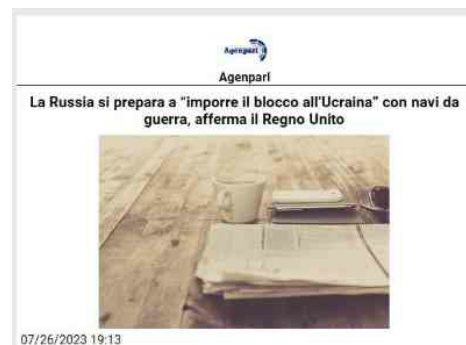 Agenparl
Agenparl
La Russia si prepara a “imporre il blocco all’Ucraina” con navi da
guerra, afferma il Regno Unito
07/26/2023 19:13